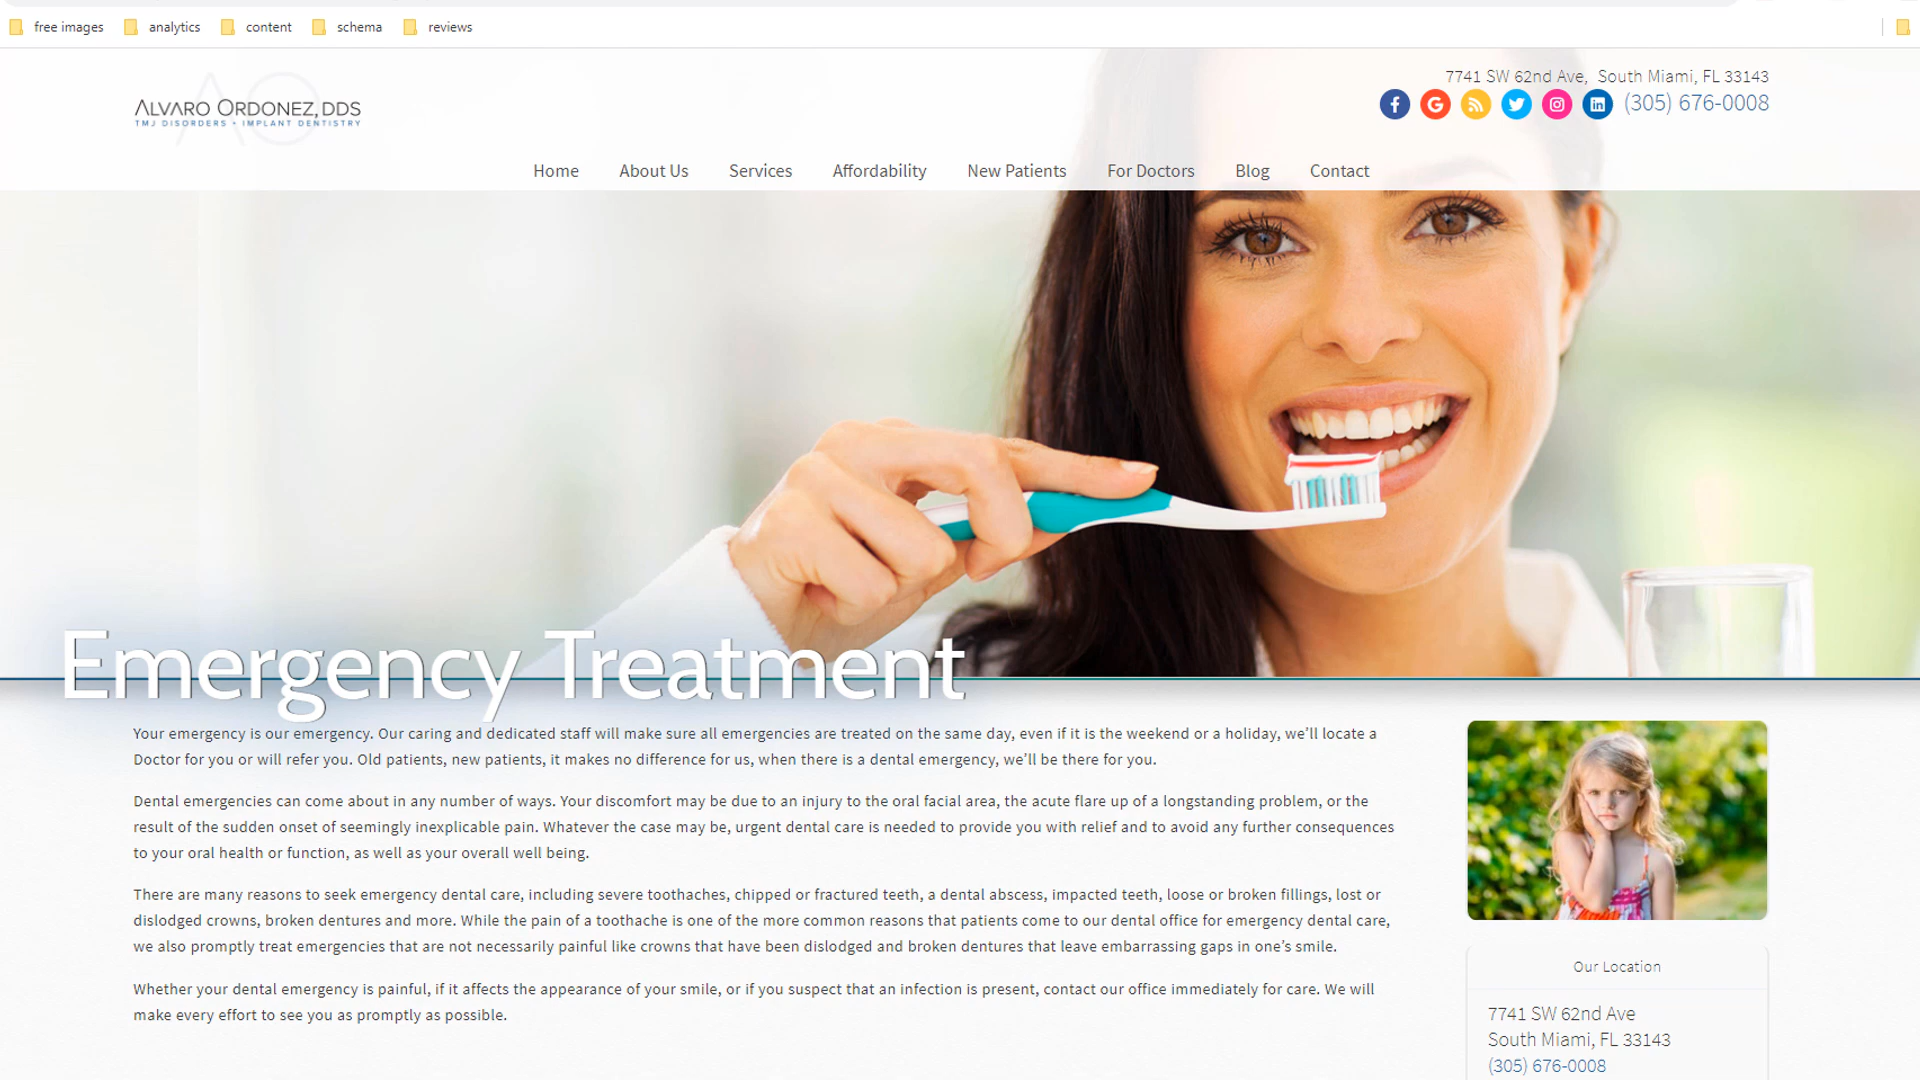 free images analytics content schema reviews
7741 SW 62nd Ave, South Miami, FL 33143
ALVARO ORDONEZ, DDS
TMJ DISORDERS • IMPLANT DENTISTRY
(305) 676-0008
Home About Us Services Affordability New Patients For Doctors Blog Contact
Emergency Treatment
Your emergency is our emergency. Our caring and dedicated staff will make sure all emergencies are treated on the same day, even if it is the weekend or a holiday, we’ll locate a
Doctor for you or will refer you. Old patients, new patients, it makes no difference for us, when there is a dental emergency, we’ll be there for you.
Dental emergencies can come about in any number of ways. Your discomfort may be due to an injury to the oral facial area, the acute flare up of a longstanding problem, or the
result of the sudden onset of seemingly inexplicable pain. Whatever the case may be, urgent dental care is needed to provide you with relief and to avoid any further consequences
to your oral health or function, as well as your overall well being.
There are many reasons to seek emergency dental care, including severe toothaches, chipped or fractured teeth, a dental abscess, impacted teeth, loose or broken fillings, lost or
dislodged crowns, broken dentures and more. While the pain of a toothache is one of the more common reasons that patients come to our dental office for emergency dental care,
we also promptly treat emergencies that are not necessarily painful like crowns that have been dislodged and broken dentures that leave embarrassing gaps in one’s smile.
Whether your dental emergency is painful, if it affects the appearance of your smile, or if you suspect that an infection is present, contact our office immediately for care. We will
make every effort to see you as promptly as possible.
Our Location
7741 SW 62nd Ave
South Miami, FL 33143
(305) 676-0008